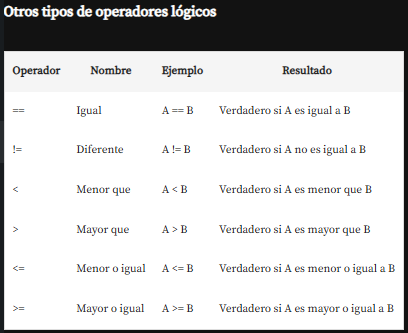 Otros tipos de operadores lógicos
Operador Nombre Ejemplo Resultado
== Igual A == B Verdadero si A es igual a B
!= Diferente A != B Verdadero si A no es igual a B
< Menor que A < B Verdadero si A es menor que B
> Mayor que A > B Verdadero si A es mayor que B
<= Menor o igual A <= B Verdadero si A es menor o igual a B
>= Mayor o igual A >= B Verdadero si A es mayor o igual a B